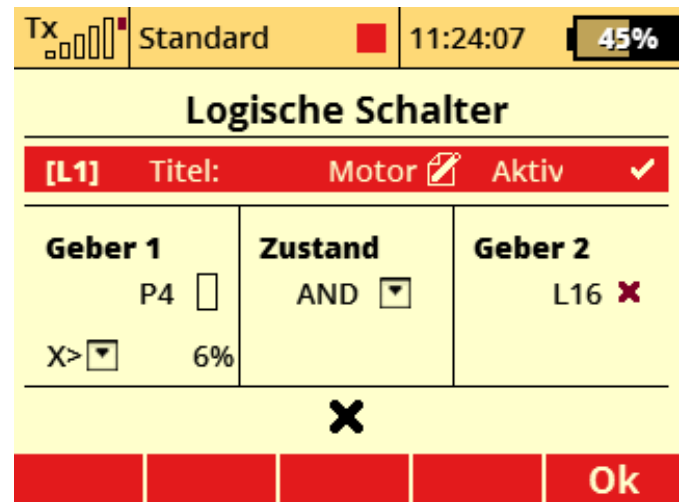 Tx Standard 11:24:07 45%
Logische Schalter
[L1] Titel: Motor Aktiv
Geber 1 Zustand Geber 2
P4 AND L16
X> 6%
Ok